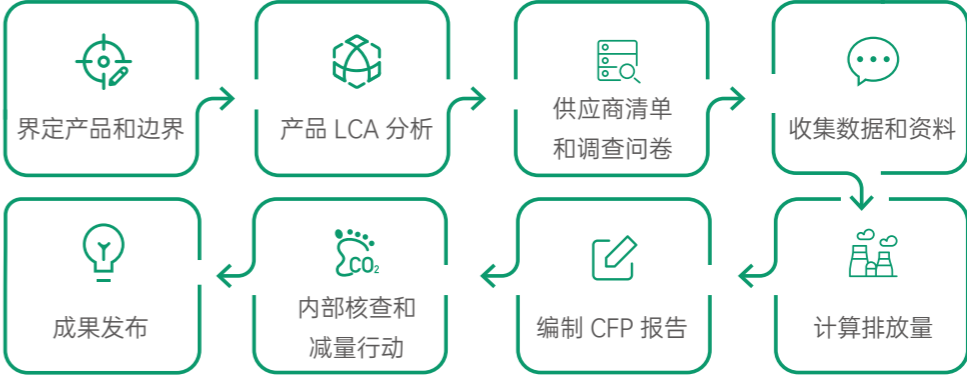 界定产品和边界
产品 LCA 分析
供应商清单
和调查问卷
收集数据和资料
计算排放量
编制 CFP 报告
CO₂
内部核查和
减量行动
成果发布